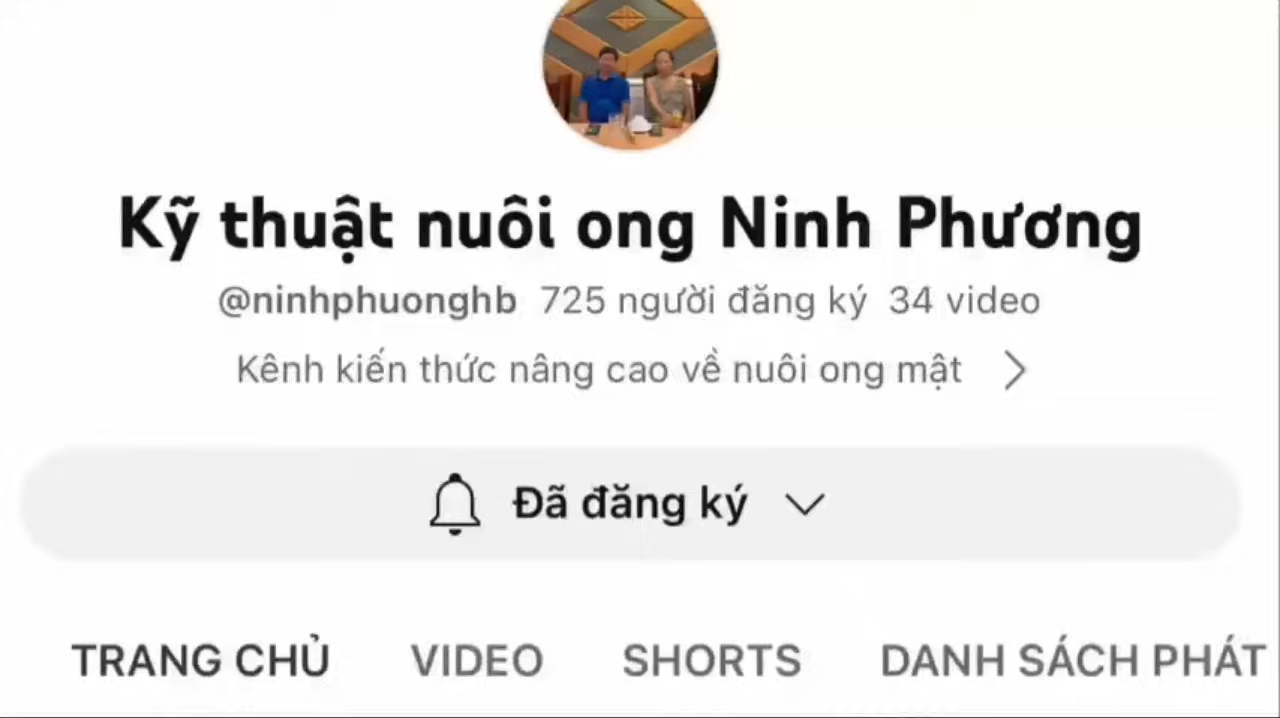 Kỹ thuật nuôi ong Ninh Phương
@ninhphuonghb 725 người đăng ký 34 video
Kênh kiến thức nâng cao về nuôi ong mật
Đã đăng ký
TRANG CHỦ VIDEO SHORTS DANH SÁCH PHÁT